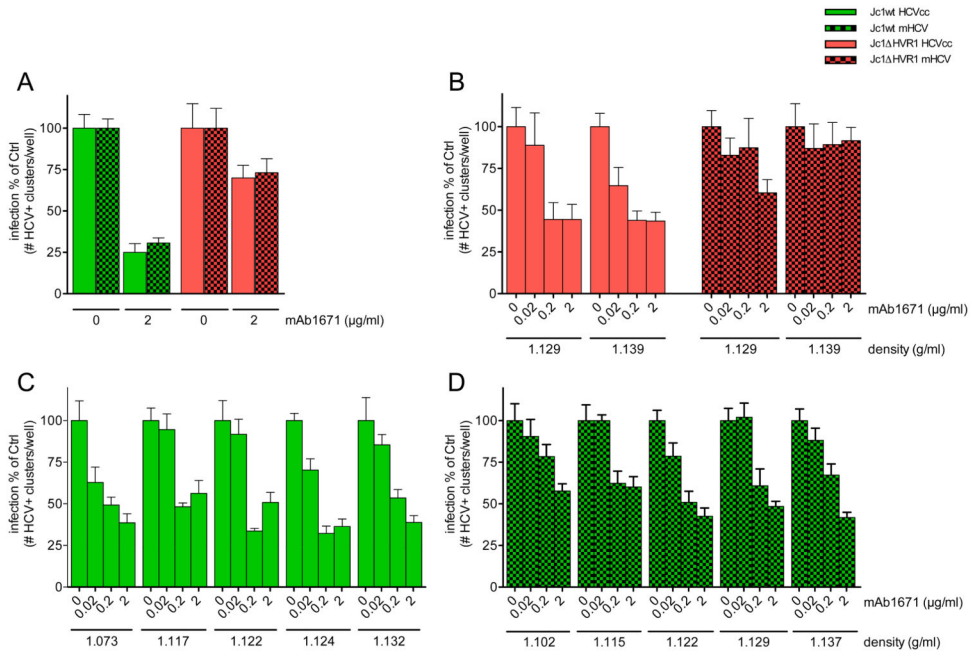 Jc1wt HCVcc
Jc1wt mHCV
Jc1ΔHVR1 HCVcc
Jc1ΔHVR1 mHCV
A
infection % of Ctrl
(# HCV+ clusters/well)
100
75
50
25
0
0 2 0 2 mAb1671 (µg/ml)
B
infection % of Ctrl
(# HCV+ clusters/well)
100
75
50
25
0
0 0.02 0.2 2 0 0.02 0.2 2 0 0.02 0.2 2 0 0.02 0.2 2 mAb1671 (µg/ml)
1.129 1.139 1.129 1.139 density (g/ml)
C
infection % of Ctrl
(# HCV+ clusters/well)
100
75
50
25
0
0 0.02 0.2 2 0 0.02 0.2 2 0 0.02 0.2 2 0 0.02 0.2 2 0 0.02 0.2 2
1.073 1.117 1.122 1.124 1.132
D
infection % of Ctrl
(# HCV+ clusters/well)
100
75
50
25
0
0 0.02 0.2 2 0 0.02 0.2 2 0 0.02 0.2 2 0 0.02 0.2 2 0 0.02 0.2 2 mAb1671 (µg/ml)
1.102 1.115 1.122 1.129 1.137 density (g/ml)